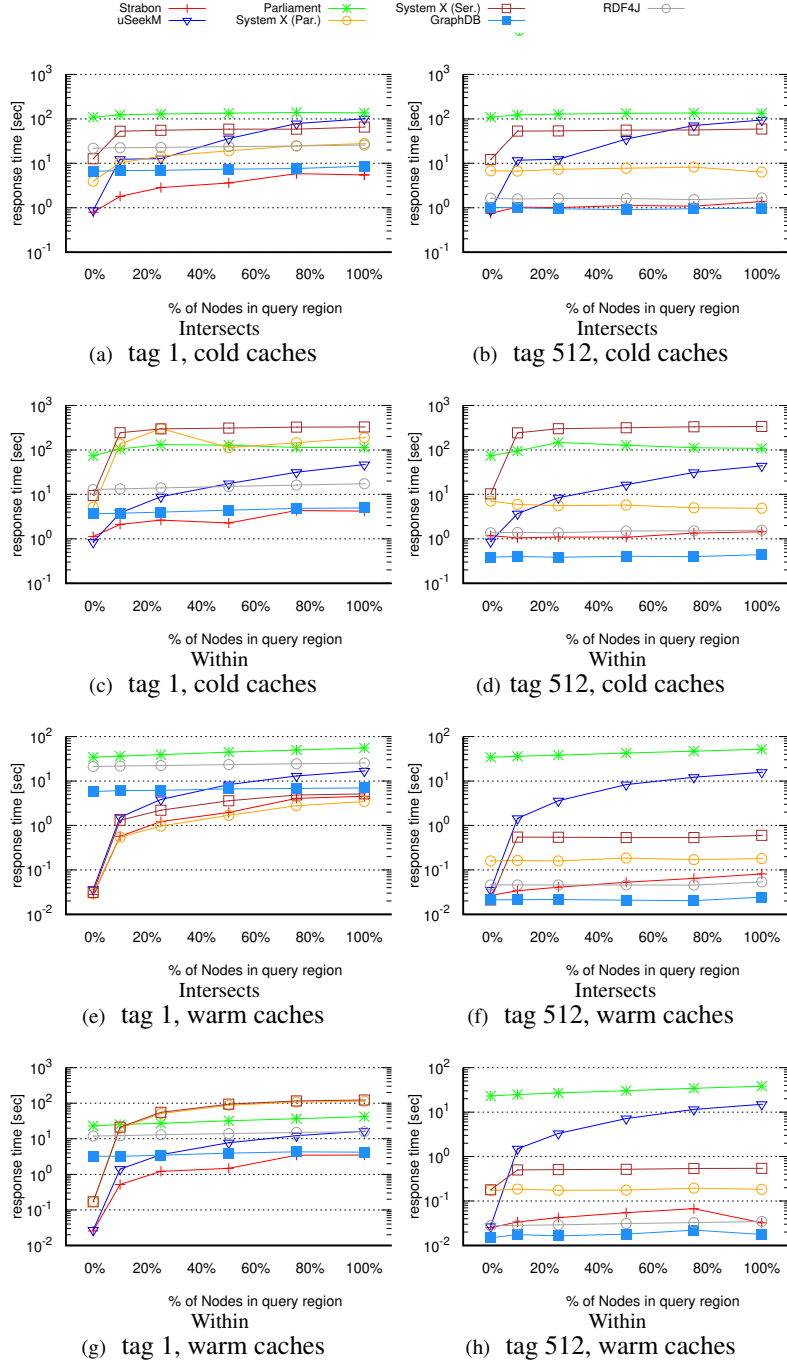 Strabon Parliament System X (Ser.) RDF4J
uSeekM System X (Par.) GraphDB
response time [sec]
10^3
10^2
10^1
10^0
10^-1
0% 20% 40% 60% 80% 100%
% of Nodes in query region
Intersects
(a) tag 1, cold caches
response time [sec]
10^3
10^2
10^1
10^0
10^-1
0% 20% 40% 60% 80% 100%
% of Nodes in query region
Intersects
(b) tag 512, cold caches
response time [sec]
10^3
10^2
10^1
10^0
10^-1
0% 20% 40% 60% 80% 100%
% of Nodes in query region
Within
(c) tag 1, cold caches
response time [sec]
10^3
10^2
10^1
10^0
10^-1
0% 20% 40% 60% 80% 100%
% of Nodes in query region
Within
(d) tag 512, cold caches
response time [sec]
10^2
10^1
10^0
10^-1
10^-2
0% 20% 40% 60% 80% 100%
% of Nodes in query region
Intersects
(e) tag 1, warm caches
response time [sec]
10^2
10^1
10^0
10^-1
10^-2
0% 20% 40% 60% 80% 100%
% of Nodes in query region
Intersects
(f) tag 512, warm caches
response time [sec]
10^3
10^2
10^1
10^0
10^-1
10^-2
0% 20% 40% 60% 80% 100%
% of Nodes in query region
Within
(g) tag 1, warm caches
response time [sec]
10^2
10^1
10^0
10^-1
10^-2
0% 20% 40% 60% 80% 100%
% of Nodes in query region
Within
(h) tag 512, warm caches